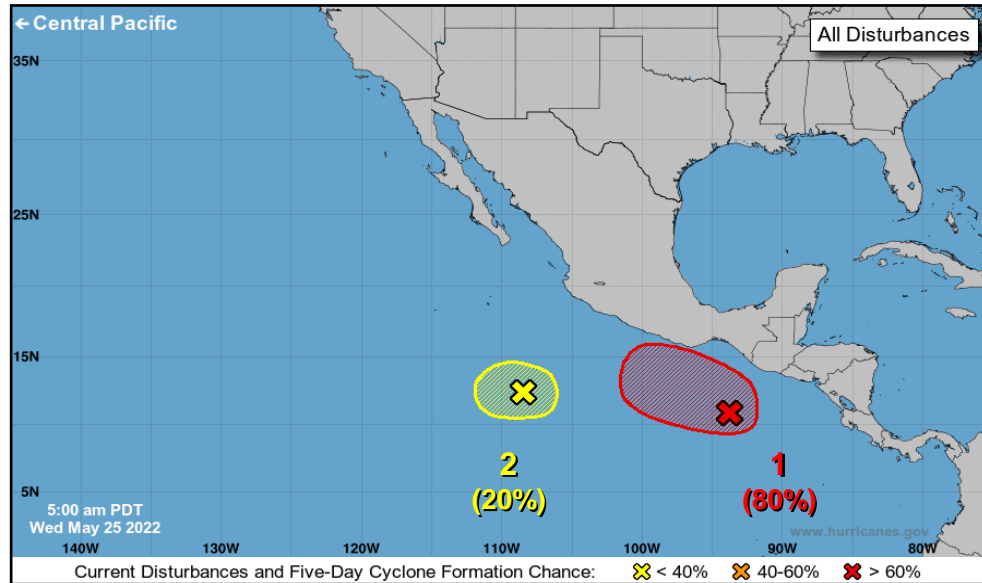 ← Central Pacific
All Disturbances
35N
25N
15N
5N
2
(20%)
1
(80%)
5:00 am PDT
Wed May 25 2022
www.hurricanes.gov
140W 130W 120W 110W 100W 90W 80W
Current Disturbances and Five-Day Cyclone Formation Chance: < 40% 40-60% > 60%